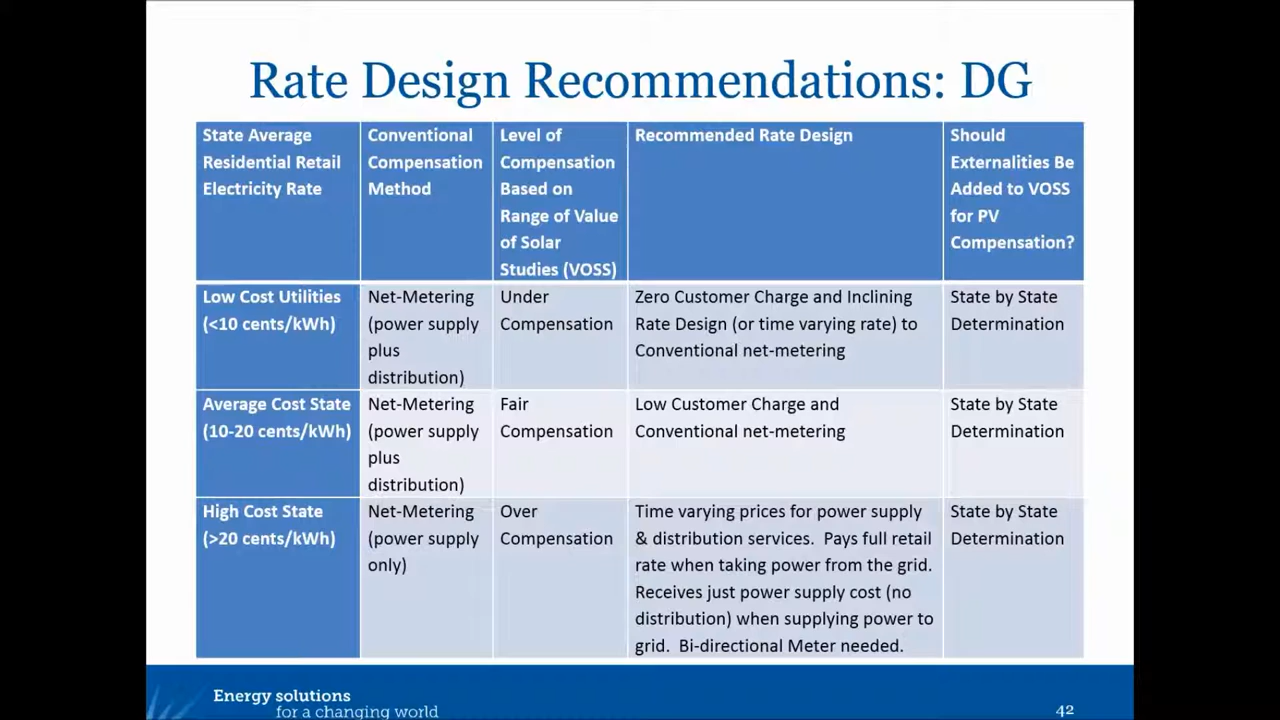 Rate Design Recommendations: DG
State Average
Residential Retail
Electricity Rate
Conventional
Compensation
Method
Level of
Compensation
Based on
Range of Value
of Solar
Studies (VOSS)
Recommended Rate Design
Should
Externalities Be
Added to VOSS
for PV
Compensation?
Low Cost Utilities
(<10 cents/kWh)
Net-Metering
(power supply
plus
distribution)
Under
Compensation
Zero Customer Charge and Inclining
Rate Design (or time varying rate) to
Conventional net-metering
State by State
Determination
Average Cost State
(10-20 cents/kWh)
Net-Metering
(power supply
plus
distribution)
Fair
Compensation
Low Customer Charge and
Conventional net-metering
State by State
Determination
High Cost State
(>20 cents/kWh)
Net-Metering
(power supply
only)
Over
Compensation
Time varying prices for power supply
& distribution services.  Pays full retail
rate when taking power from the grid.
Receives just power supply cost (no
distribution) when supplying power to
grid.  Bi-directional Meter needed.
State by State
Determination
Energy solutions
for a changing world
42